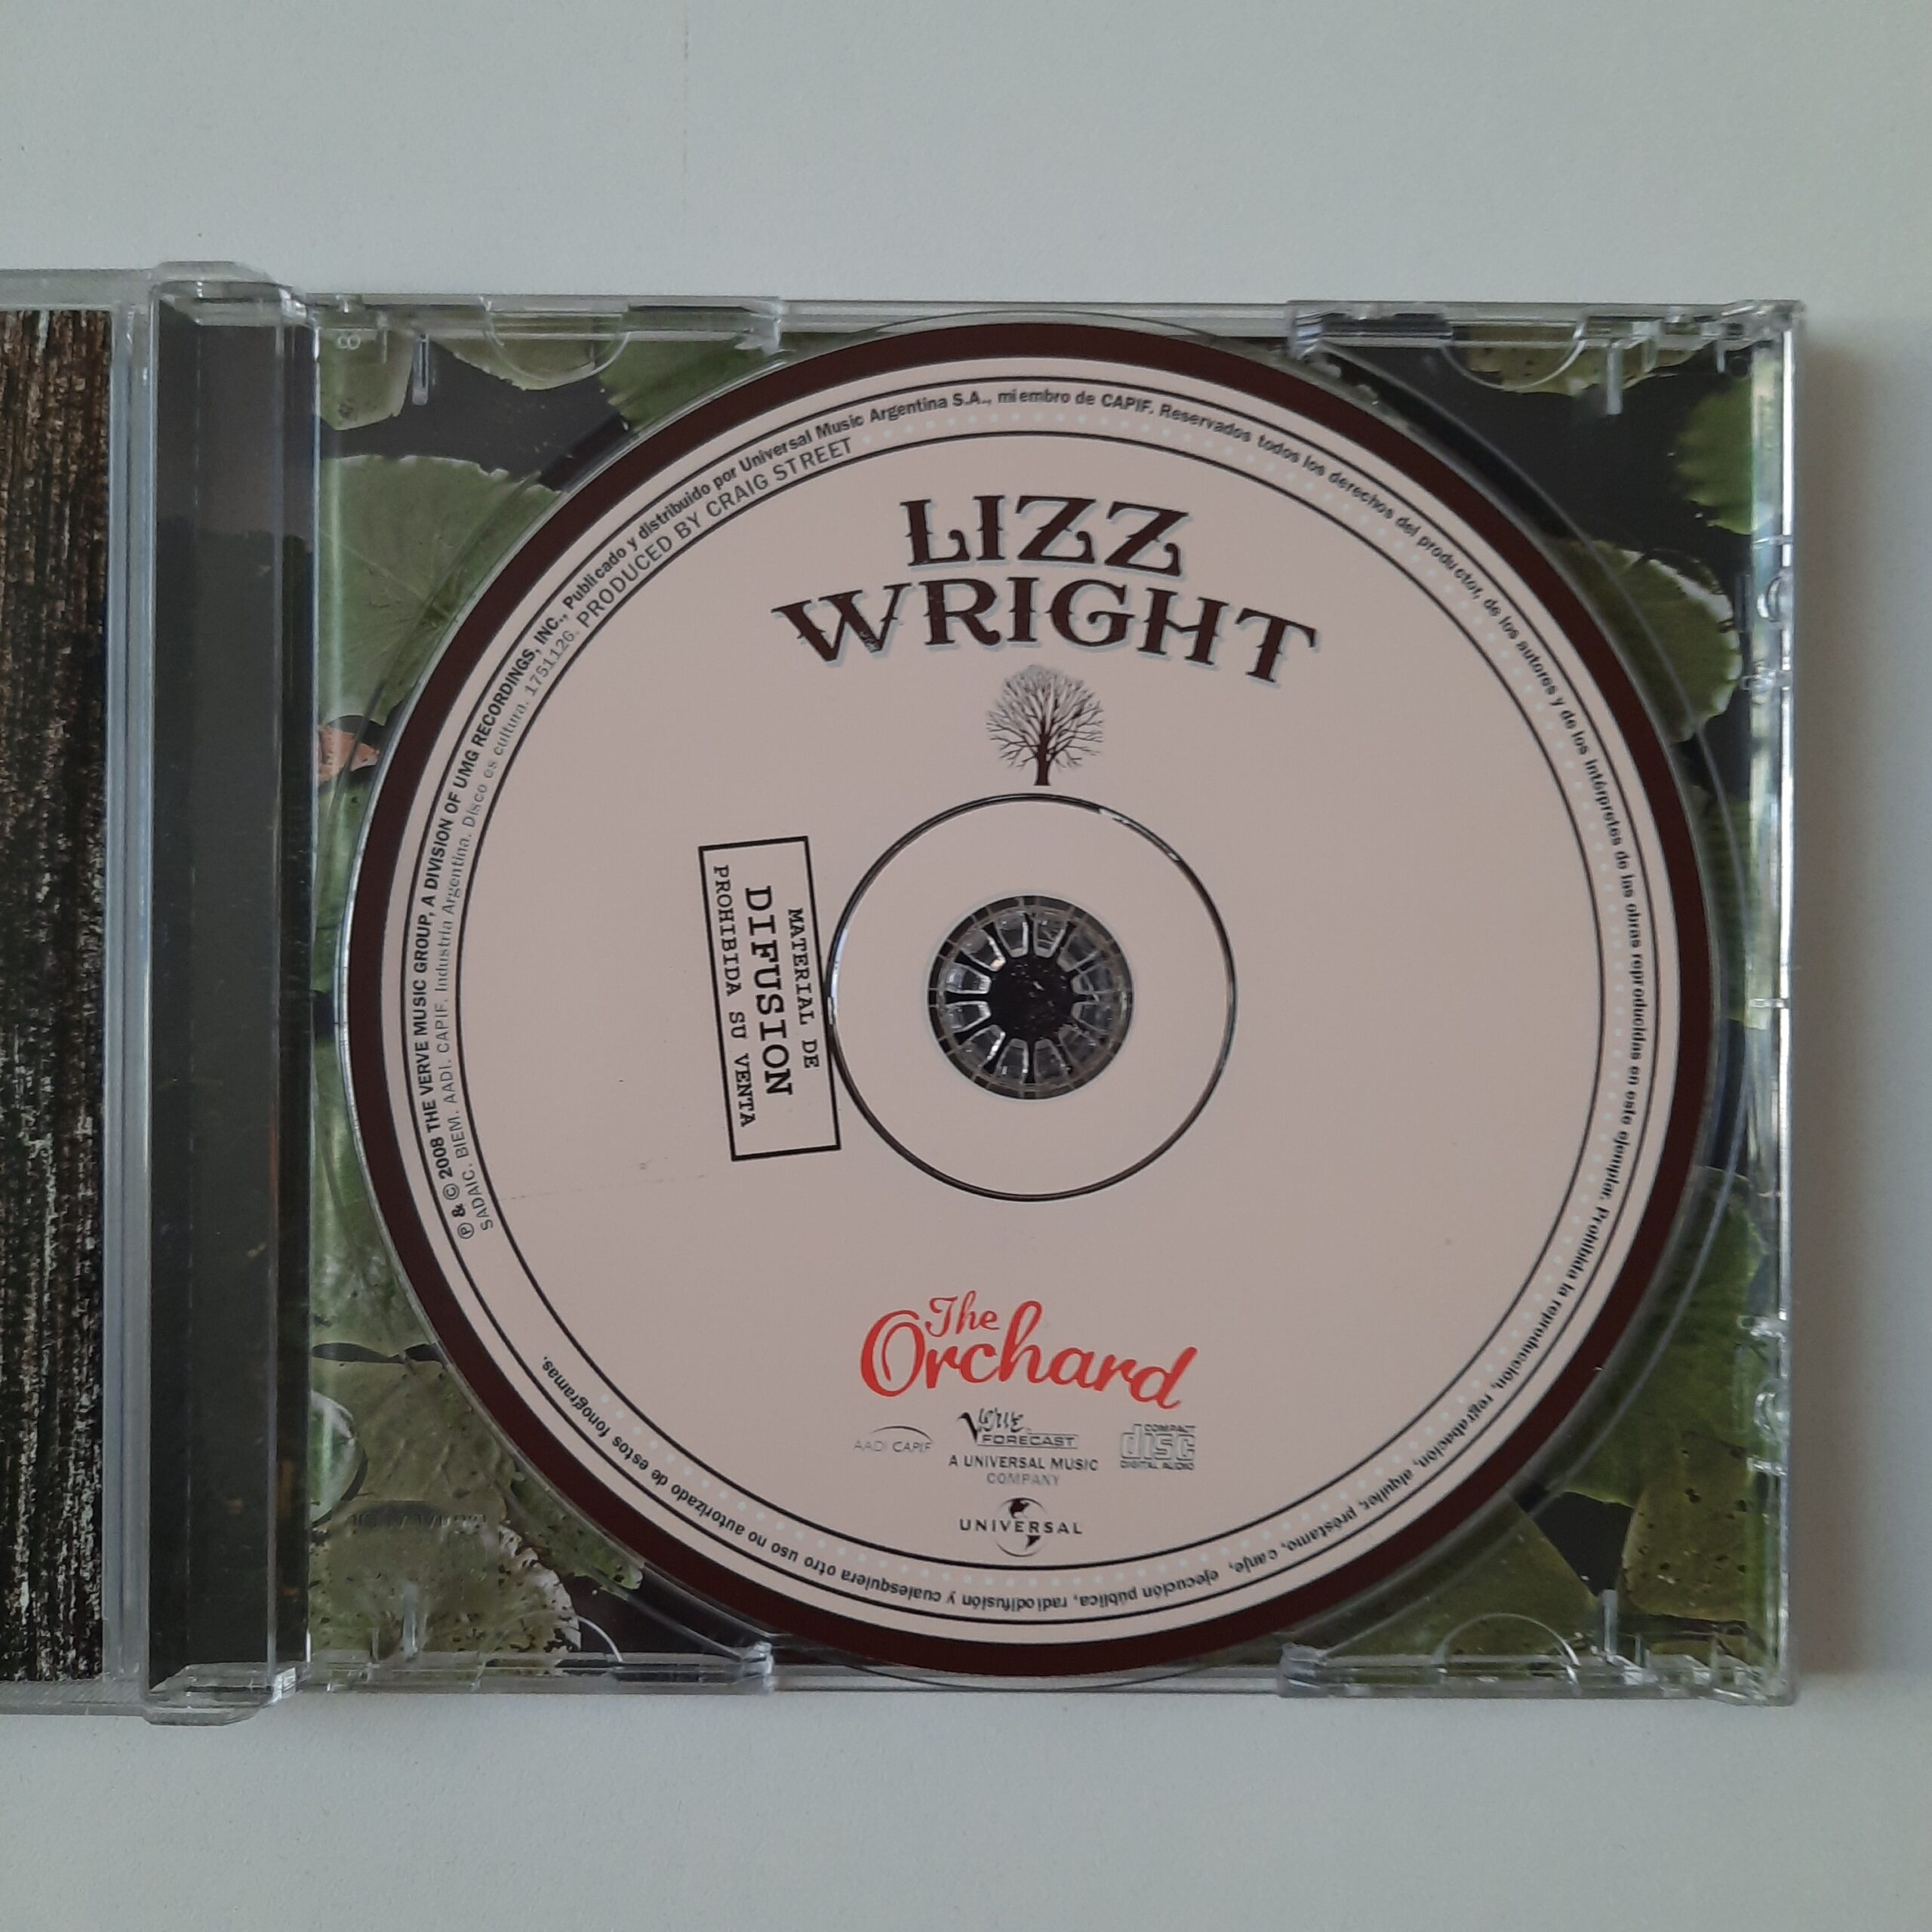 LIZZ
WRIGHT
℗ & © 2008 THE VERVE MUSIC GROUP, A DIVISION OF UMG RECORDINGS, INC., Publicado y distribuido por Universal Music Argentina S.A., miembro de CAPIF. Reservados todos los derechos del productor, de los autores y de los intérpretes de las obras reproducidas en este ejemplar. Prohibida la reproducción, regrabación, alquiler, préstamo, canje, ejecución pública, radiodifusión y cualesquiera otro uso no autorizado de estos fonogramas.
SADAIC. BIEM. AADI. CAPIF. Industria Argentina. Disco es cultura. 1751126. PRODUCED BY CRAIG STREET
MATERIAL DE
DIFUSION
PROHIBIDA SU VENTA
The
Orchard
AADI CAPIF
Verve
FORECAST
A UNIVERSAL MUSIC
COMPANY
COMPACT
disc
DIGITAL AUDIO
UNIVERSAL